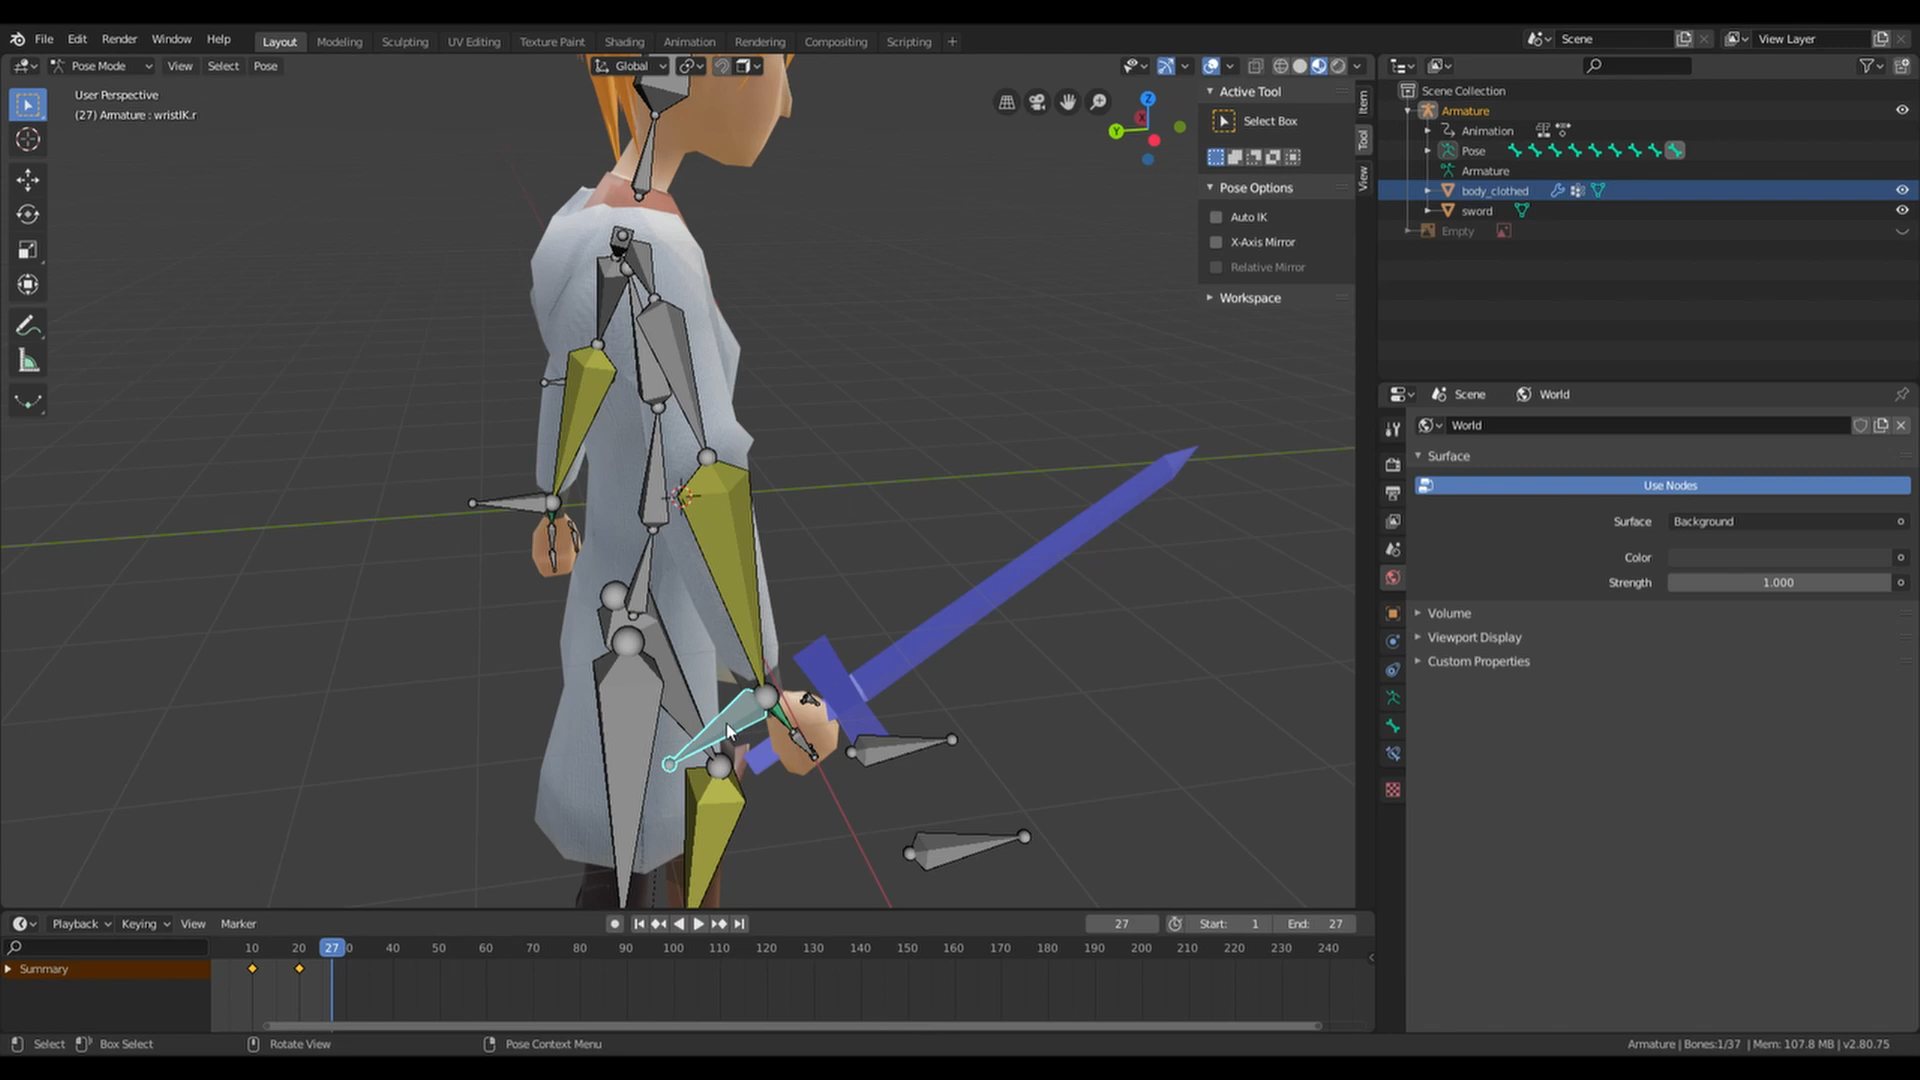 File Edit Render Window Help Layout Modeling Sculpting UV Editing Texture Paint Shading Animation Rendering Compositing Scripting + Scene View Layer
Pose Mode View Select Pose Global
User Perspective
(27) Armature : wristIK.r
Z
X
Y
Active Tool
Select Box
Pose Options
Auto IK
X-Axis Mirror
Relative Mirror
Workspace
Item
Tool
View
Scene Collection
Armature
Animation
Pose
Armature
body_clothed
sword
Empty
Scene World
World
Surface
Use Nodes
Surface Background
Color
Strength 1.000
Volume
Viewport Display
Custom Properties
Playback Keying View Marker 27 Start: 1 End: 27
10 20 27 0 40 50 60 70 80 90 100 110 120 130 140 150 160 170 180 190 200 210 220 230 240
Summary
Select Box Select Rotate View Pose Context Menu Armature | Bones:1/37 | Mem: 107.8 MB | v2.80.75